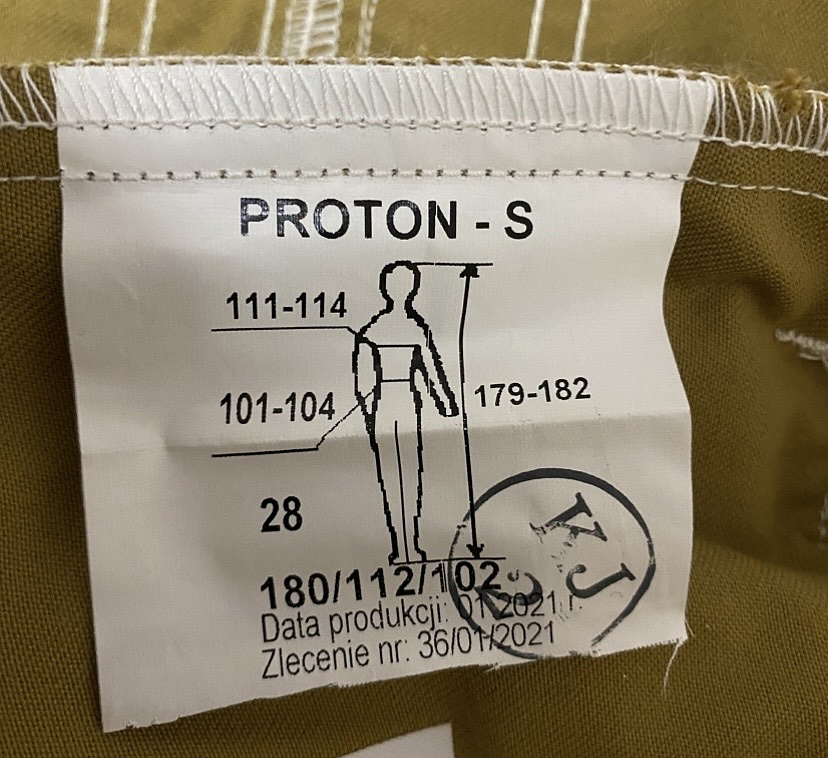 PROTON - S
111-114
101-104
179-182
28
180/112/102
Data produkcji: 01/2021 r.
Zlecenie nr: 36/01/2021
KJ